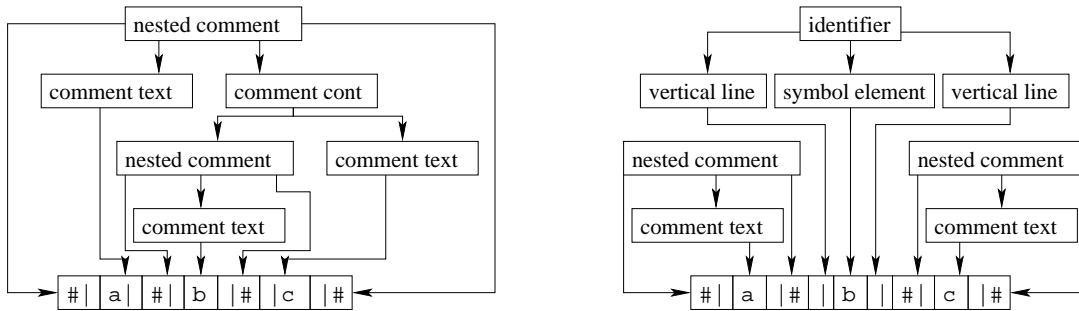 nested comment
comment text
comment cont
nested comment
comment text
comment text
#| a| #| b |# |c |#
identifier
vertical line
symbol element
vertical line
nested comment
nested comment
comment text
comment text
#| a |# | b | #| c |#